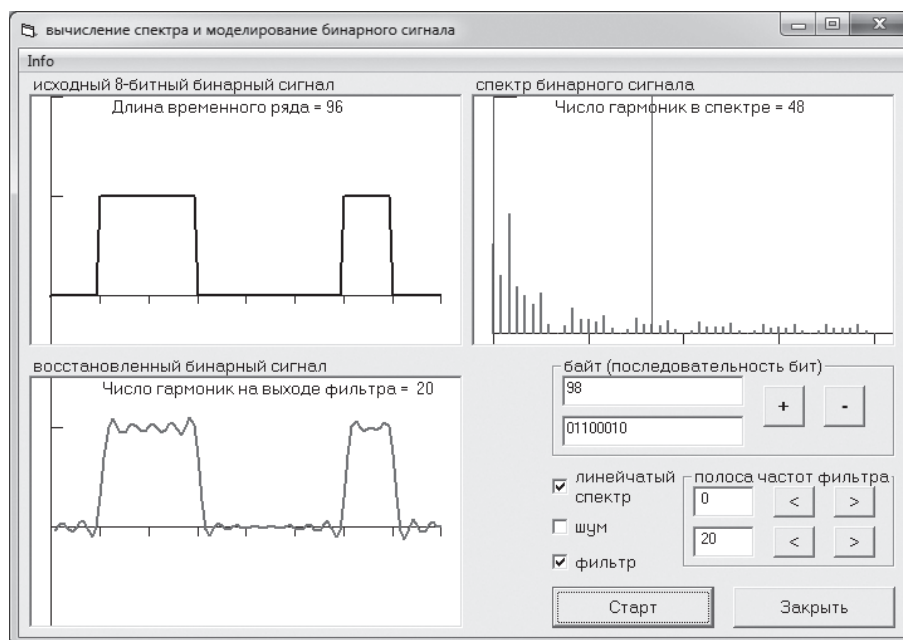 вычисление спектра и моделирование бинарного сигнала
Info
исходный 8-битный бинарный сигнал
Длина временного ряда = 96
спектр бинарного сигнала
Число гармоник в спектре = 48
восстановленный бинарный сигнал
Число гармоник на выходе фильтра = 20
байт (последовательность бит)
98
+ -
01100010
линейчатый спектр
шум
фильтр
полоса частот фильтра
0 < >
20 < >
Старт
Закрыть